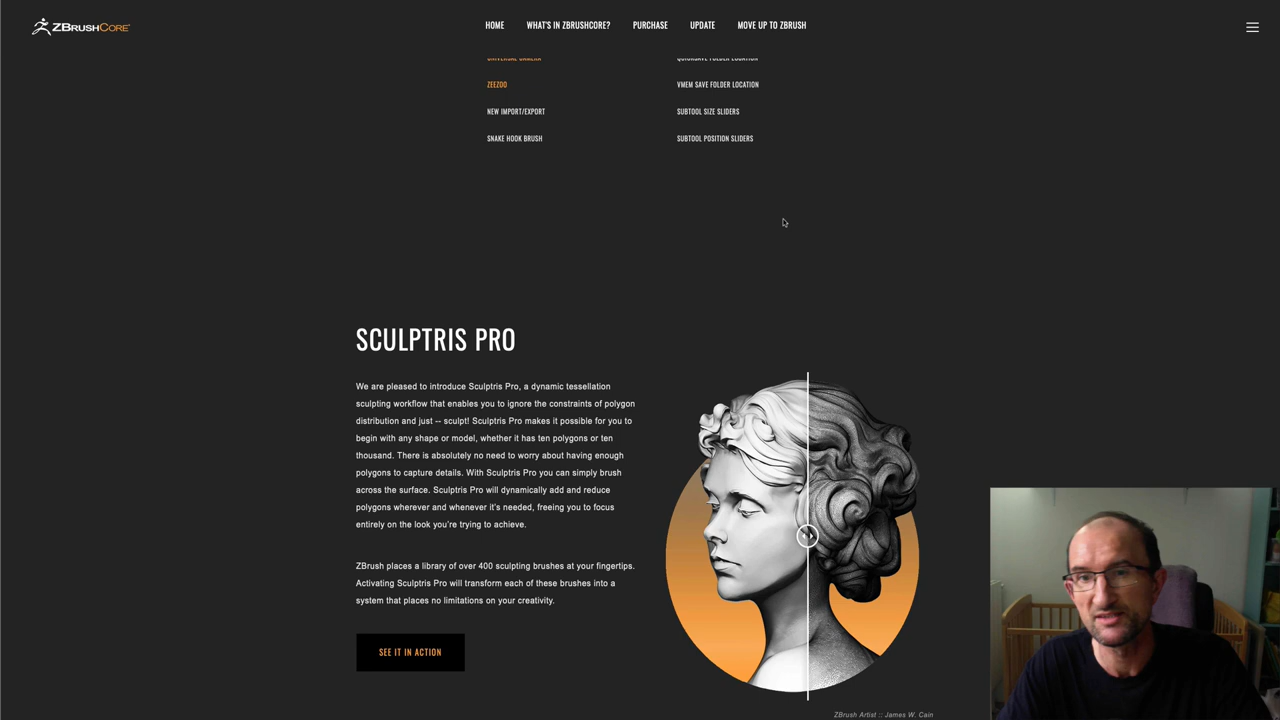 ZBRUSHCORE
HOME WHAT'S IN ZBRUSHCORE? PURCHASE UPDATE MOVE UP TO ZBRUSH
UNIVERSAL CAMERA QUICKSAVE FOLDER LOCATION
ZEEZOO VMEM SAVE FOLDER LOCATION
NEW IMPORT/EXPORT SUBTOOL SIZE SLIDERS
SNAKE HOOK BRUSH SUBTOOL POSITION SLIDERS
SCULPTRIS PRO
We are pleased to introduce Sculptris Pro, a dynamic tessellation
sculpting workflow that enables you to ignore the constraints of polygon
distribution and just -- sculpt! Sculptris Pro makes it possible for you to
begin with any shape or model, whether it has ten polygons or ten
thousand. There is absolutely no need to worry about having enough
polygons to capture details. With Sculptris Pro you can simply brush
across the surface. Sculptris Pro will dynamically add and reduce
polygons wherever and whenever it's needed, freeing you to focus
entirely on the look you're trying to achieve.
ZBrush places a library of over 400 sculpting brushes at your fingertips.
Activating Sculptris Pro will transform each of these brushes into a
system that places no limitations on your creativity.
SEE IT IN ACTION
ZBrush Artist :: James W. Cain